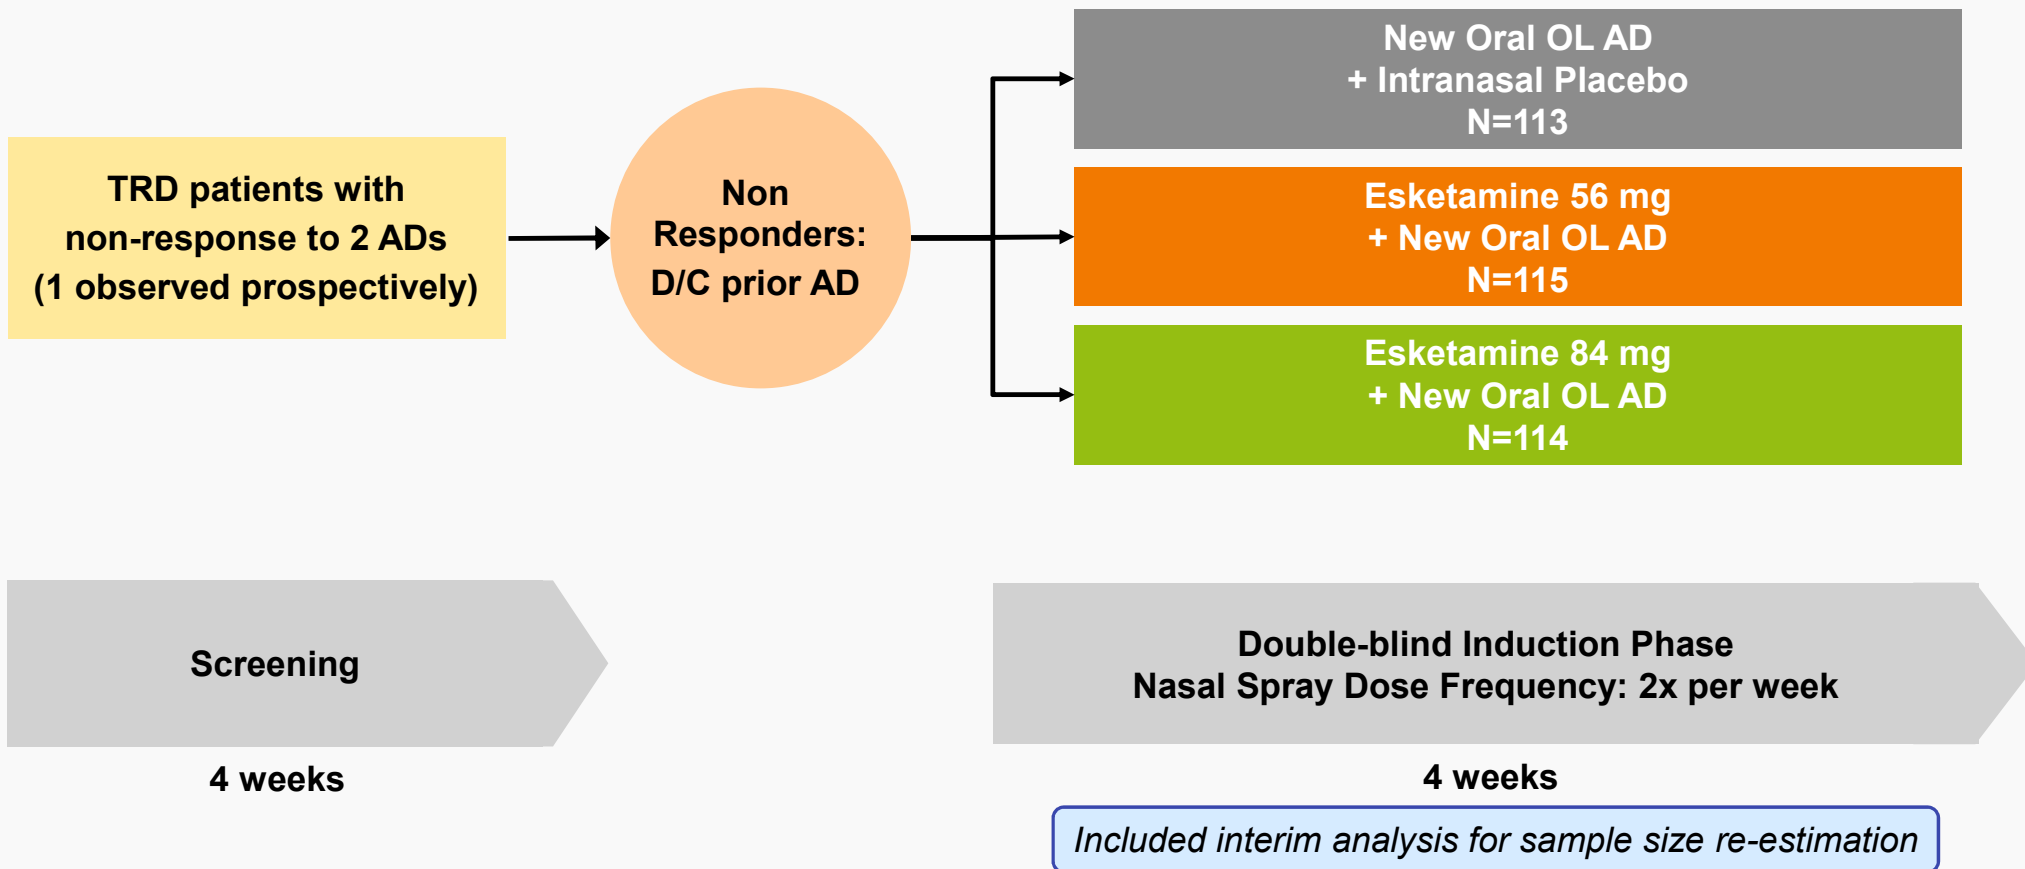 TRD patients with
non-response to 2 ADs
(1 observed prospectively)
Non
Responders:
D/C prior AD
New Oral OL AD
+ Intranasal Placebo
N=113
Esketamine 56 mg
+ New Oral OL AD
N=115
Esketamine 84 mg
+ New Oral OL AD
N=114
Screening
4 weeks
Double-blind Induction Phase
Nasal Spray Dose Frequency: 2x per week
4 weeks
Included interim analysis for sample size re-estimation